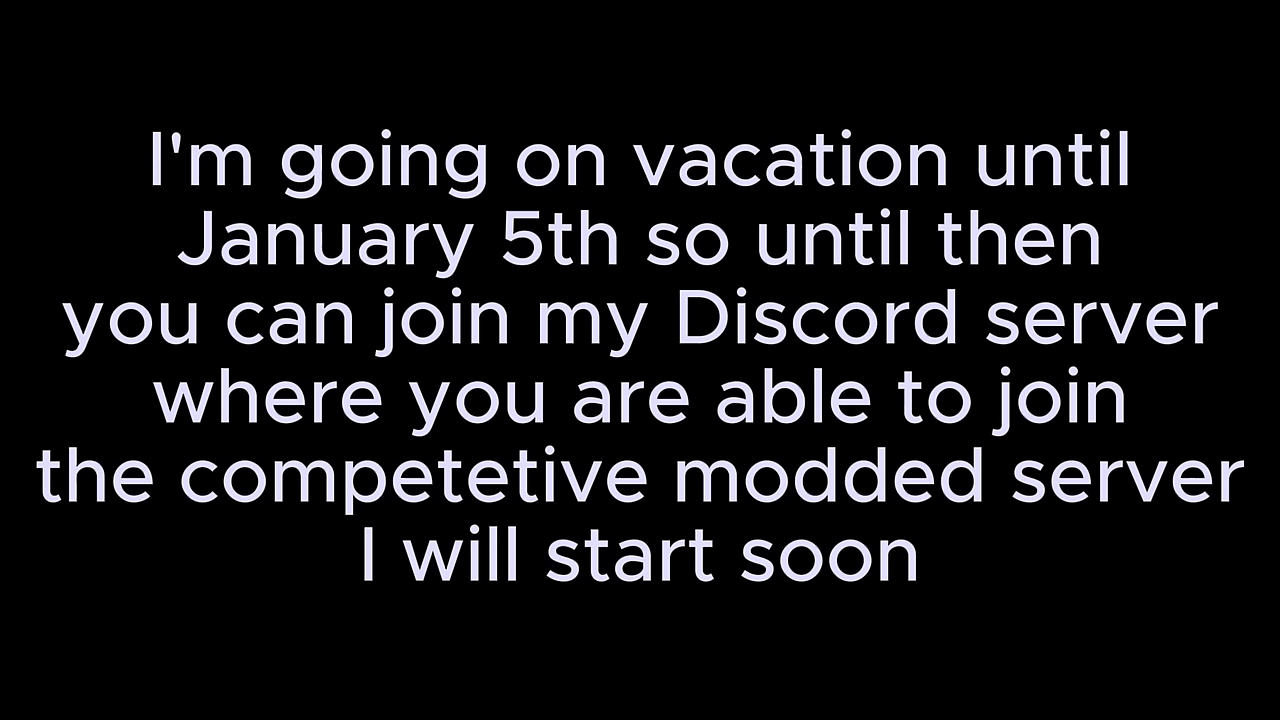 I'm going on vacation until
January 5th so until then
you can join my Discord server
where you are able to join
the competetive modded server
I will start soon